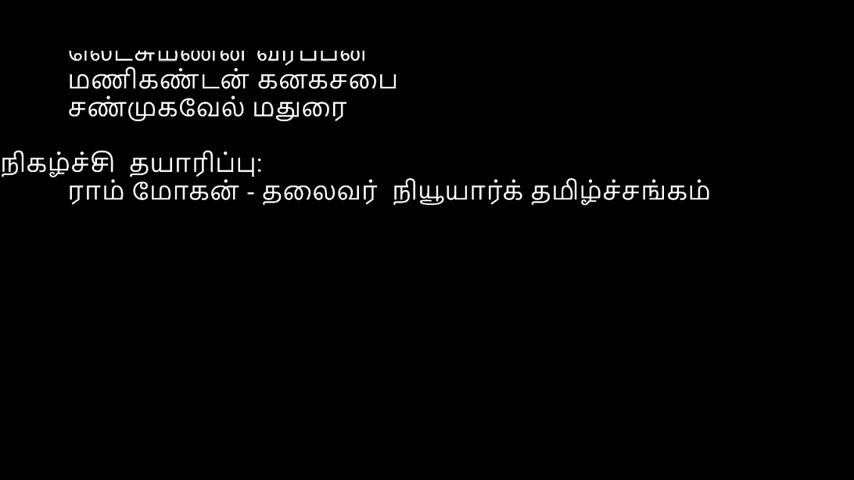 மணிகண்டன் கனகசபை
சண்முகவேல் மதுரை
நிகழ்ச்சி தயாரிப்பு:
ராம் மோகன் - தலைவர் நியூயார்க் தமிழ்ச்சங்கம்